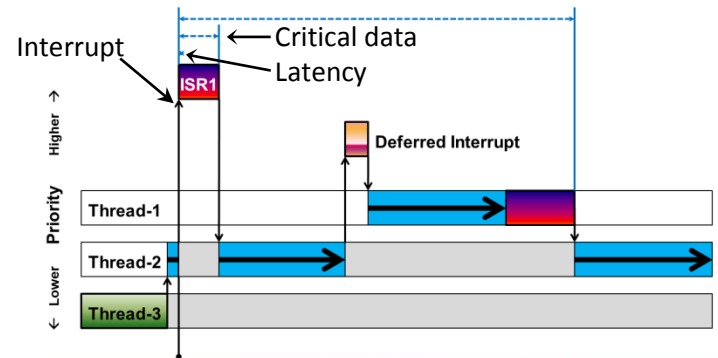 Critical data
Interrupt
Latency
ISR1
Deferred Interrupt
Higher →
Priority
← Lower
Thread-1
Thread-2
Thread-3